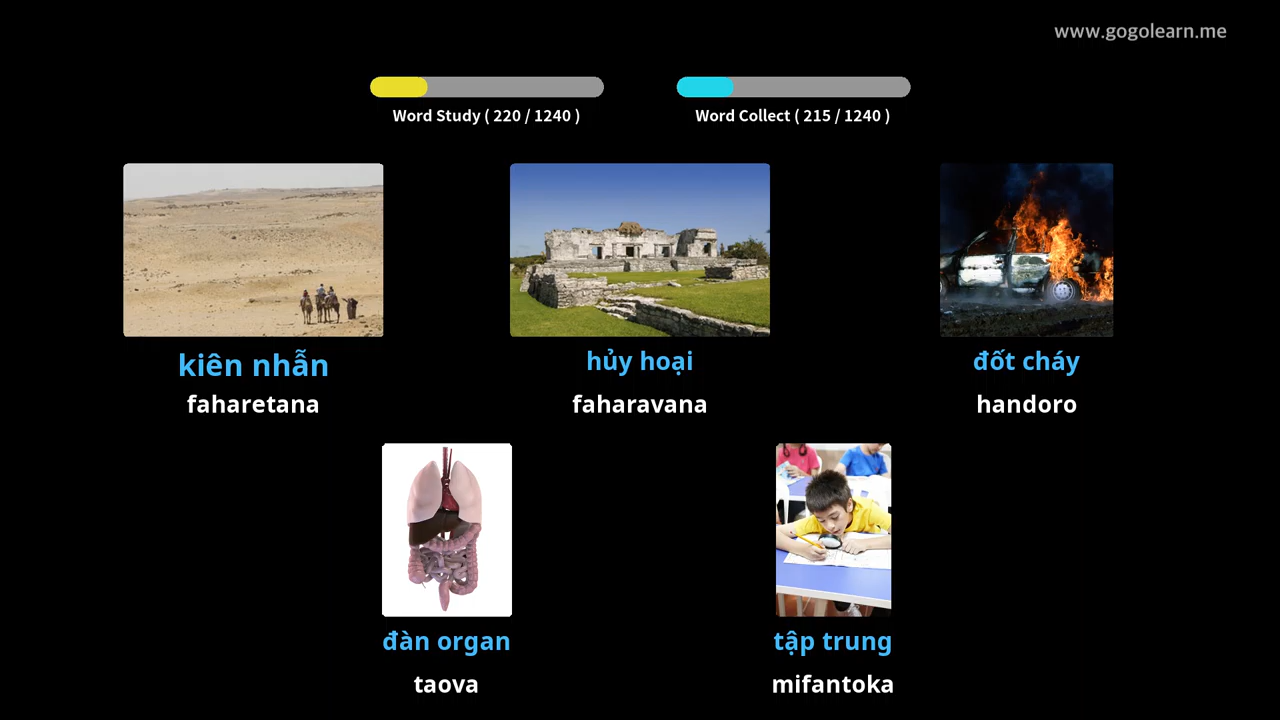 www.gogolearn.me
Word Study ( 220 / 1240 )
Word Collect ( 215 / 1240 )
kiên nhẫn
hủy hoại
đốt cháy
faharetana
faharavana
handoro
đàn organ
tập trung
taova
mifantoka